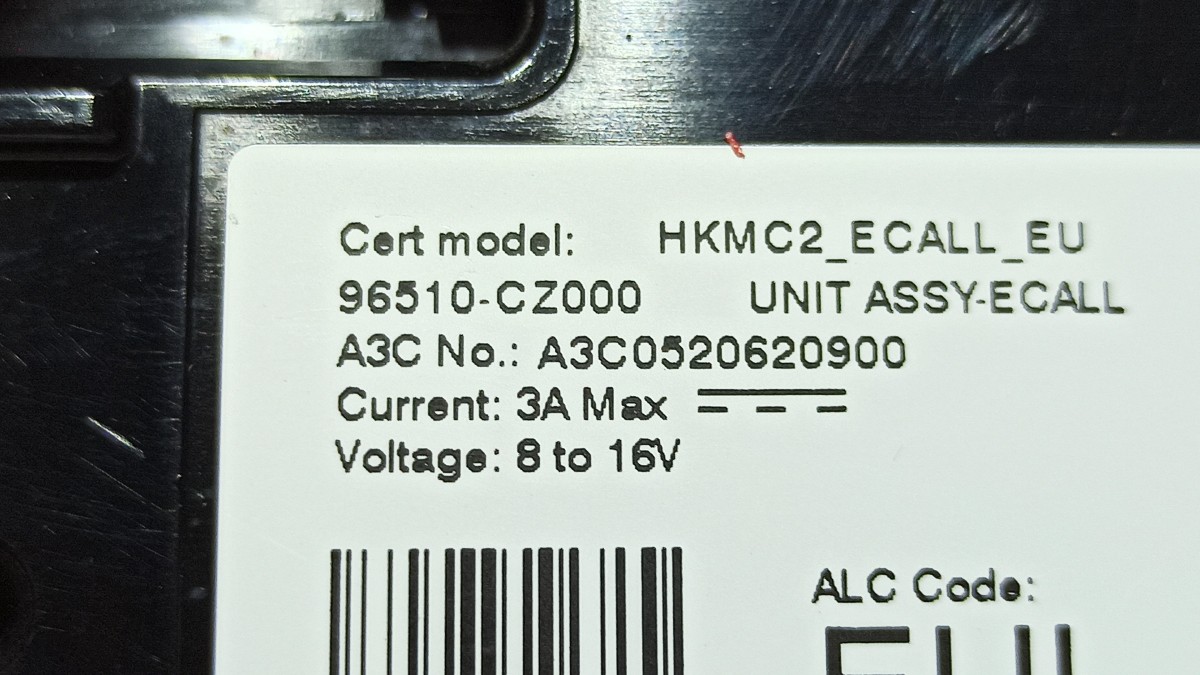 Cert model: HKMC2_ECALL_EU
96510-CZ000 UNIT ASSY-ECALL
A3C No.: A3C0520620900
Current: 3A Max
Voltage: 8 to 16V
ALC Code: